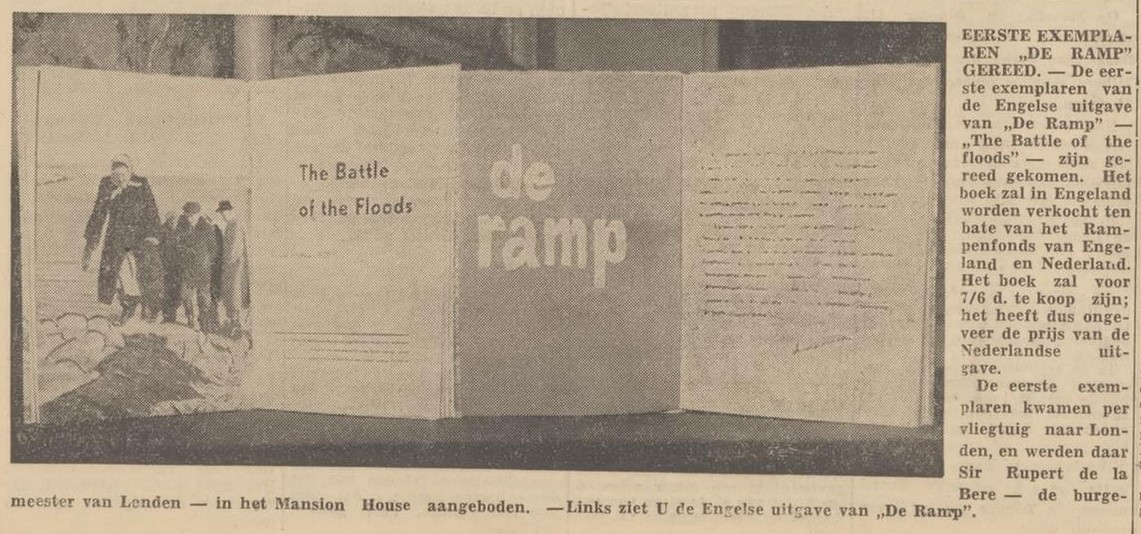 The Battle
of the Floods
de
ramp
EERSTE EXEMPLA-
REN „DE RAMP”
GEREED. — De eer-
ste exemplaren van
de Engelse uitgave
van „De Ramp” —
„The Battle of the
floods” — zijn ge-
reed gekomen. Het
boek zal in Engeland
worden verkocht ten
bate van het Ram-
penfonds van Enge-
land en Nederland.
Het boek zal voor
7/6 d. te koop zijn;
het heeft dus onge-
veer de prijs van de
Nederlandse uit-
gave.
De eerste exem-
plaren kwamen per
vliegtuig naar Lon-
den, en werden daar
Sir Rupert de la
Bere — de burge-
meester van Londen — in het Mansion House aangeboden. —Links ziet U de Engelse uitgave van „De Ramp”.